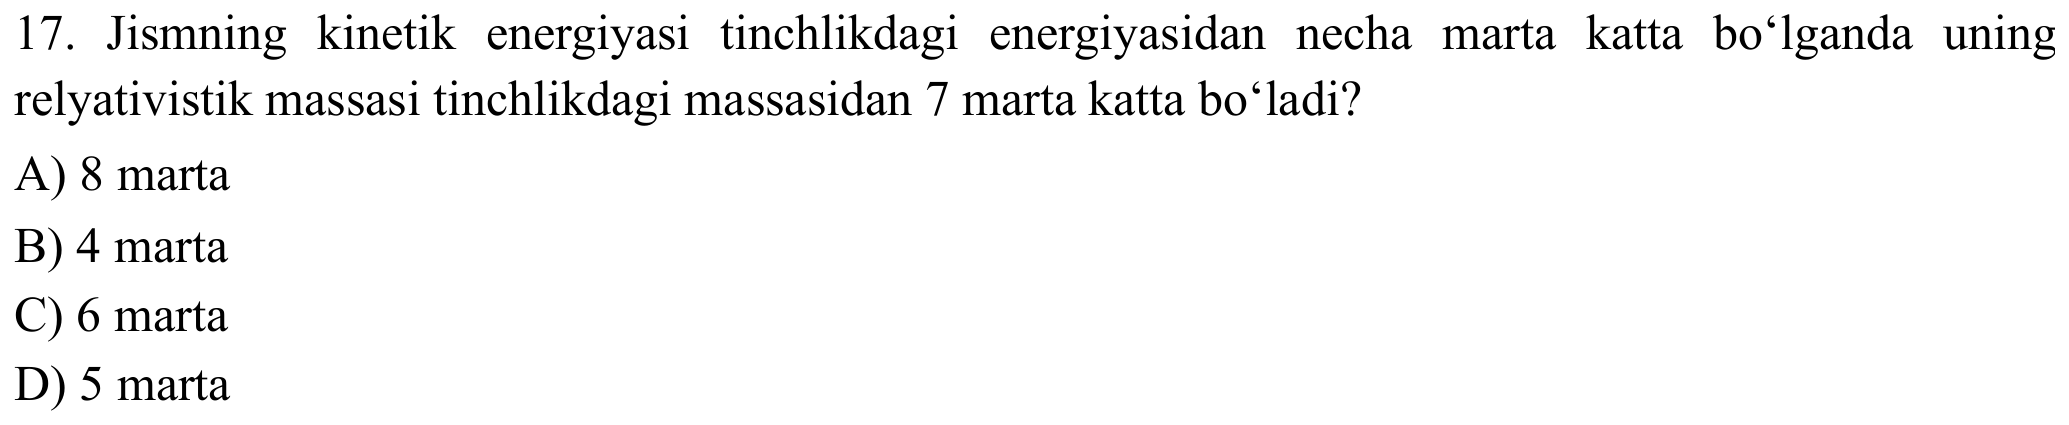 17. Jismning kinetik energiyasi tinchlikdagi energiyasidan necha marta katta bo‘lganda uning
relyativistik massasi tinchlikdagi massasidan 7 marta katta bo‘ladi?
A) 8 marta
B) 4 marta
C) 6 marta
D) 5 marta